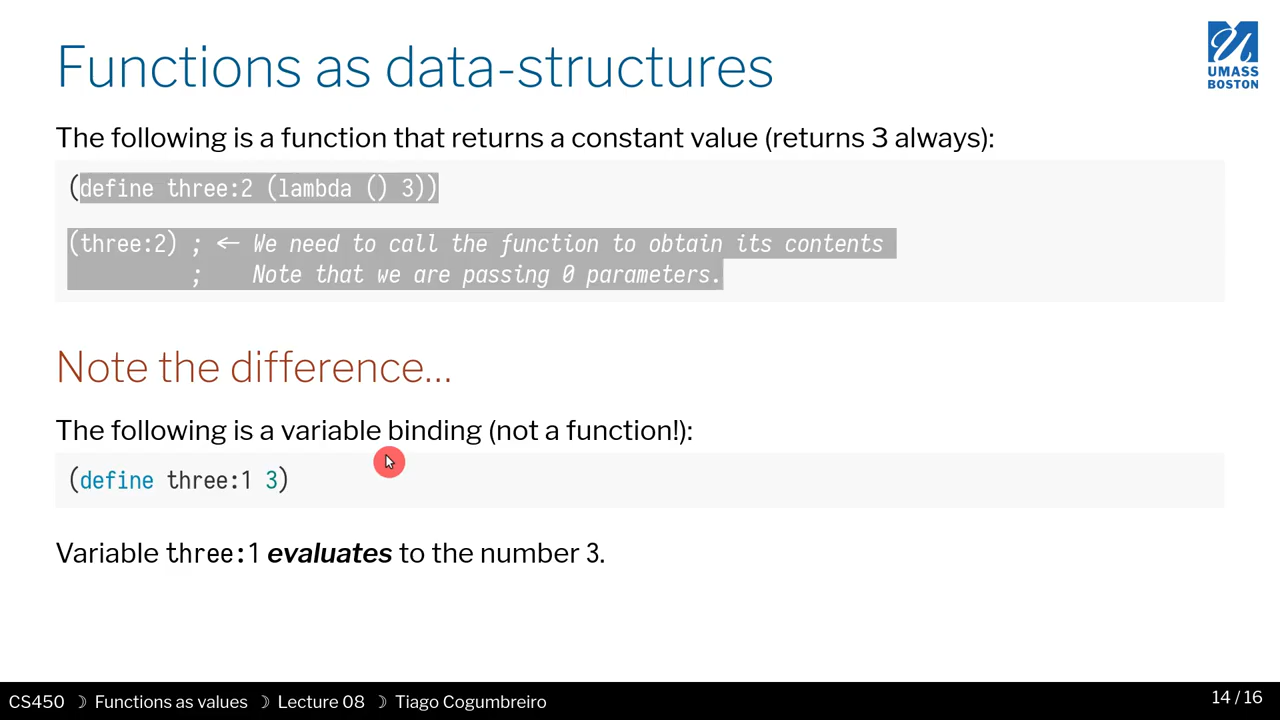 Functions as data-structures
UMASS
BOSTON
The following is a function that returns a constant value (returns 3 always):
(define three:2 (lambda () 3))
(three:2) ; ← We need to call the function to obtain its contents
; Note that we are passing 0 parameters.
Note the difference...
The following is a variable binding (not a function!):
(define three:1 3)
Variable three:1 evaluates to the number 3.
CS450 ☽ Functions as values ☽ Lecture 08 ☽ Tiago Cogumbreiro
14 / 16